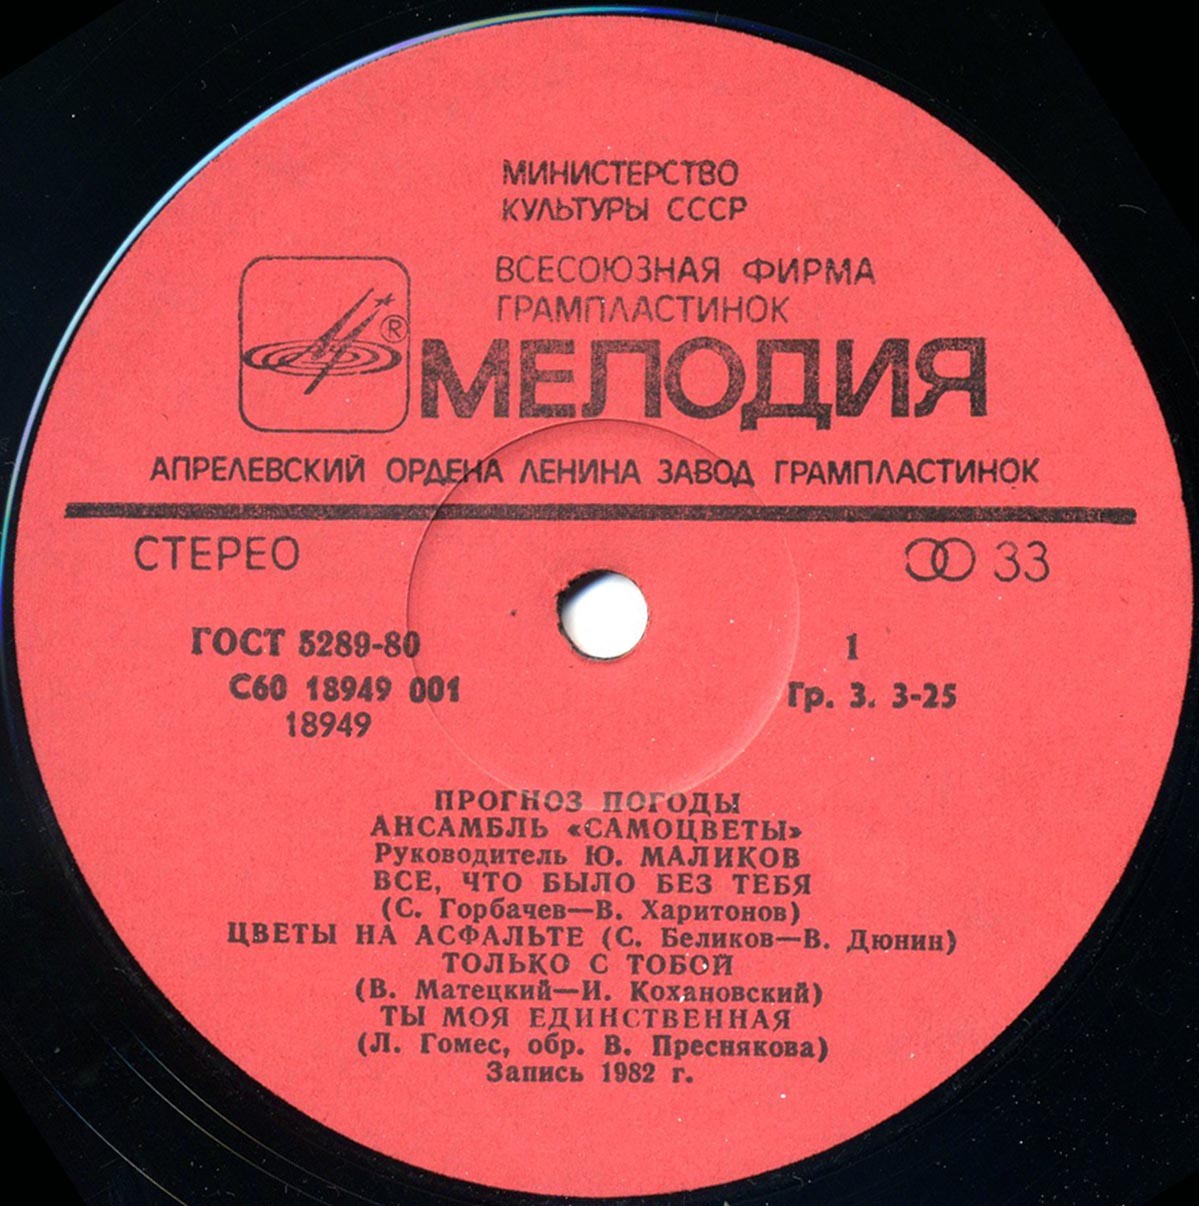 МИНИСТЕРСТВО
КУЛЬТУРЫ СССР
ВСЕСОЮЗНАЯ ФИРМА
ГРАМПЛАСТИНОК
®
МЕЛОДИЯ
АПРЕЛЕВСКИЙ ОРДЕНА ЛЕНИНА ЗАВОД ГРАМПЛАСТИНОК
СТЕРЕО
33
ГОСТ 5289-80
1
С60 18949 001
Гр. 3. 3-25
18949
ПРОГНОЗ ПОГОДЫ
АНСАМБЛЬ «САМОЦВЕТЫ»
Руководитель Ю. МАЛИКОВ
ВСЕ, ЧТО БЫЛО БЕЗ ТЕБЯ
(С. Горбачев—В. Харитонов)
ЦВЕТЫ НА АСФАЛЬТЕ (С. Беликов—В. Дюнин)
ТОЛЬКО С ТОБОЙ
(В. Матецкий—И. Кохановский)
ТЫ МОЯ ЕДИНСТВЕННАЯ
(Л. Гомес, обр. В. Преснякова)
Запись 1982 г.